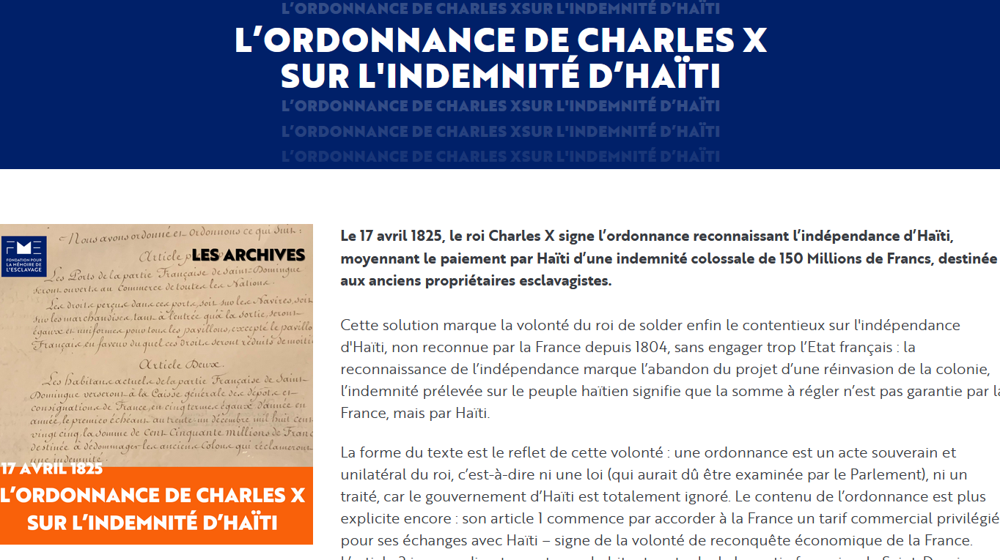 L’ORDONNANCE DE CHARLES XSUR L'INDEMNITÉ D’HAÏTI
L’ORDONNANCE DE CHARLES X
SUR L'INDEMNITÉ D’HAÏTI
L’ORDONNANCE DE CHARLES XSUR L'INDEMNITÉ D’HAÏTI
L’ORDONNANCE DE CHARLES XSUR L'INDEMNITÉ D’HAÏTI
L’ORDONNANCE DE CHARLES XSUR L'INDEMNITÉ D’HAÏTI
Nous avons ordonné et ordonnons ce qui suit :
FME
FONDATION POUR
LA MÉMOIRE DE
L'ESCLAVAGE
Article
LES ARCHIVES
Les Ports de la partie Française de Saint-Domingue
seront ouverts au commerce de toutes les Nations.
Les droits perçus dans ces ports, soit sur les Navires, soit
sur les marchandises, tant à l'entrée qu'à la sortie, seront
égaux et uniformes pour tous les pavillons, excepté le pavillo
Français, en faveur duquel ces droits seront réduits de moiti
Article Deux.
Les habitans actuels de la partie Française de Saint-
Domingue verseront à la Caisse générale des dépôts et
consignations de France, en cinq termes égaux d'année en
année, le premier échéant au trente-un décembre mil huit cent
vingt cinq, la somme de Cent Cinquante millions de Franc
destinée à dédommager les anciens Colons qui réclameront
une indemnité.
17 AVRIL 1825
L’ORDONNANCE DE CHARLES X
SUR L’INDEMNITÉ D’HAÏTI
Le 17 avril 1825, le roi Charles X signe l’ordonnance reconnaissant l’indépendance d’Haïti,
moyennant le paiement par Haïti d’une indemnité colossale de 150 Millions de Francs, destinée
aux anciens propriétaires esclavagistes.
Cette solution marque la volonté du roi de solder enfin le contentieux sur l'indépendance
d'Haïti, non reconnue par la France depuis 1804, sans engager trop l’Etat français : la
reconnaissance de l’indépendance marque l’abandon du projet d’une réinvasion de la colonie,
l’indemnité prélevée sur le peuple haïtien signifie que la somme à régler n’est pas garantie par la
France, mais par Haïti.
La forme du texte est le reflet de cette volonté : une ordonnance est un acte souverain et
unilatéral du roi, c’est-à-dire ni une loi (qui aurait dû être examinée par le Parlement), ni un
traité, car le gouvernement d’Haïti est totalement ignoré. Le contenu de l’ordonnance est plus
explicite encore : son article 1 commence par accorder à la France un tarif commercial privilégié
pour ses échanges avec Haïti – signe de la volonté de reconquête économique de la France.